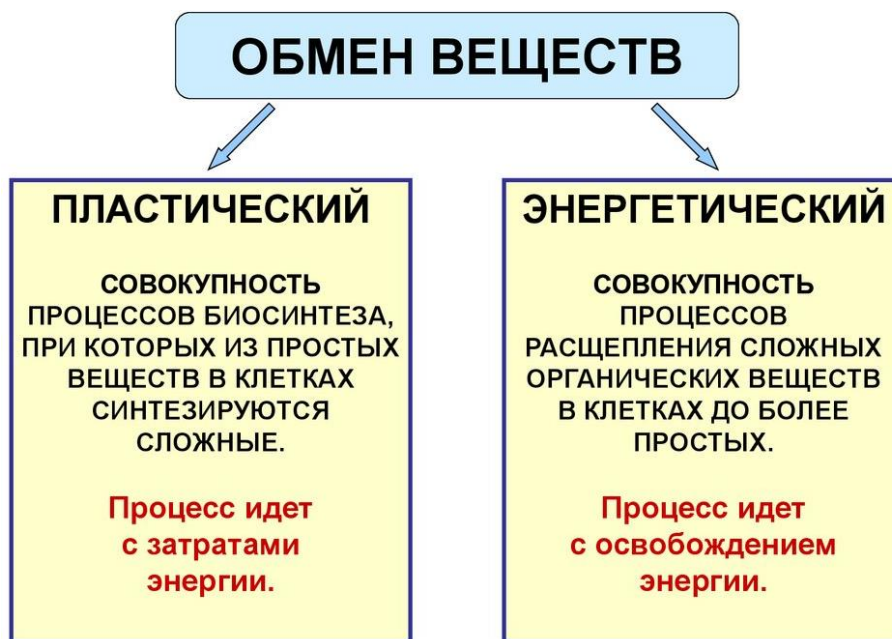 ОБМЕН ВЕЩЕСТВ
ПЛАСТИЧЕСКИЙ
СОВОКУПНОСТЬ
ПРОЦЕССОВ БИОСИНТЕЗА,
ПРИ КОТОРЫХ ИЗ ПРОСТЫХ
ВЕЩЕСТВ В КЛЕТКАХ
СИНТЕЗИРУЮТСЯ
СЛОЖНЫЕ.
Процесс идет
с затратами
энергии.
ЭНЕРГЕТИЧЕСКИЙ
СОВОКУПНОСТЬ
ПРОЦЕССОВ
РАСЩЕПЛЕНИЯ СЛОЖНЫХ
ОРГАНИЧЕСКИХ ВЕЩЕСТВ
В КЛЕТКАХ ДО БОЛЕЕ
ПРОСТЫХ.
Процесс идет
с освобождением
энергии.